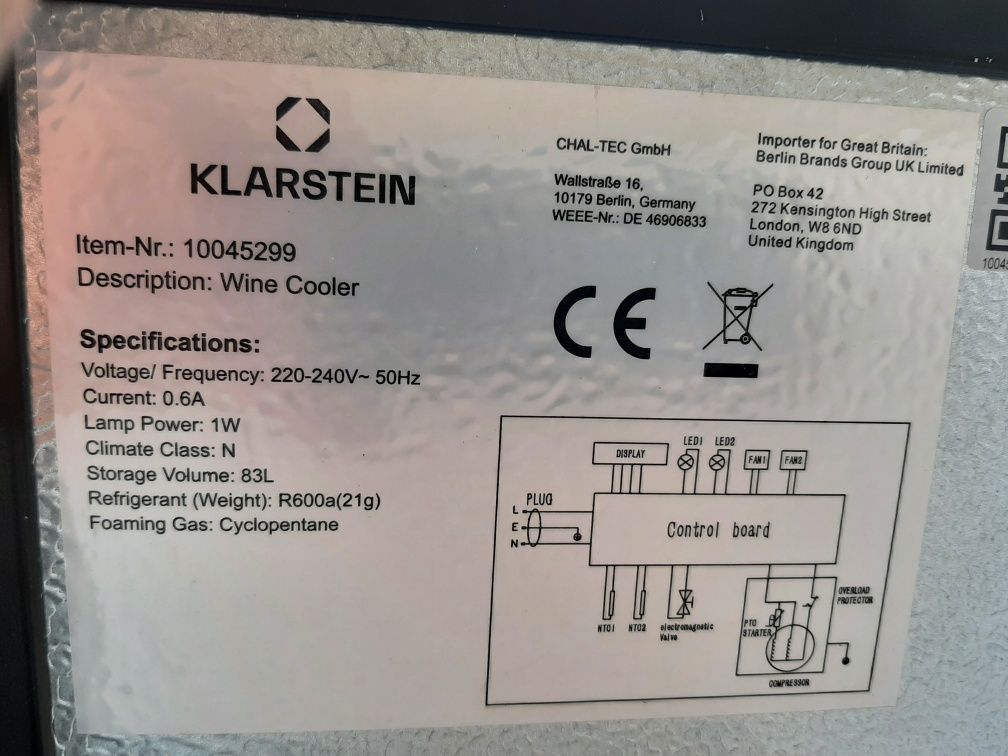 KLARSTEIN
Item-Nr.: 10045299
Description: Wine Cooler
Specifications:
Voltage/ Frequency: 220-240V~ 50Hz
Current: 0.6A
Lamp Power: 1W
Climate Class: N
Storage Volume: 83L
Refrigerant (Weight): R600a(21g)
Foaming Gas: Cyclopentane
CHAL-TEC GmbH
Wallstraße 16,
10179 Berlin, Germany
WEEE-Nr.: DE 46906833
Importer for Great Britain:
Berlin Brands Group UK Limited
PO Box 42
272 Kensington High Street
London, W8 6ND
United Kingdom
CE
DISPLAY
LED1 LED2
FAN1 FAN2
PLUG
L
E
N
Control board
NTC1 NTC2
electromagnetic
Valve
PTC
STARTER
OVERLOAD
PROTECTOR
COMPRESSOR